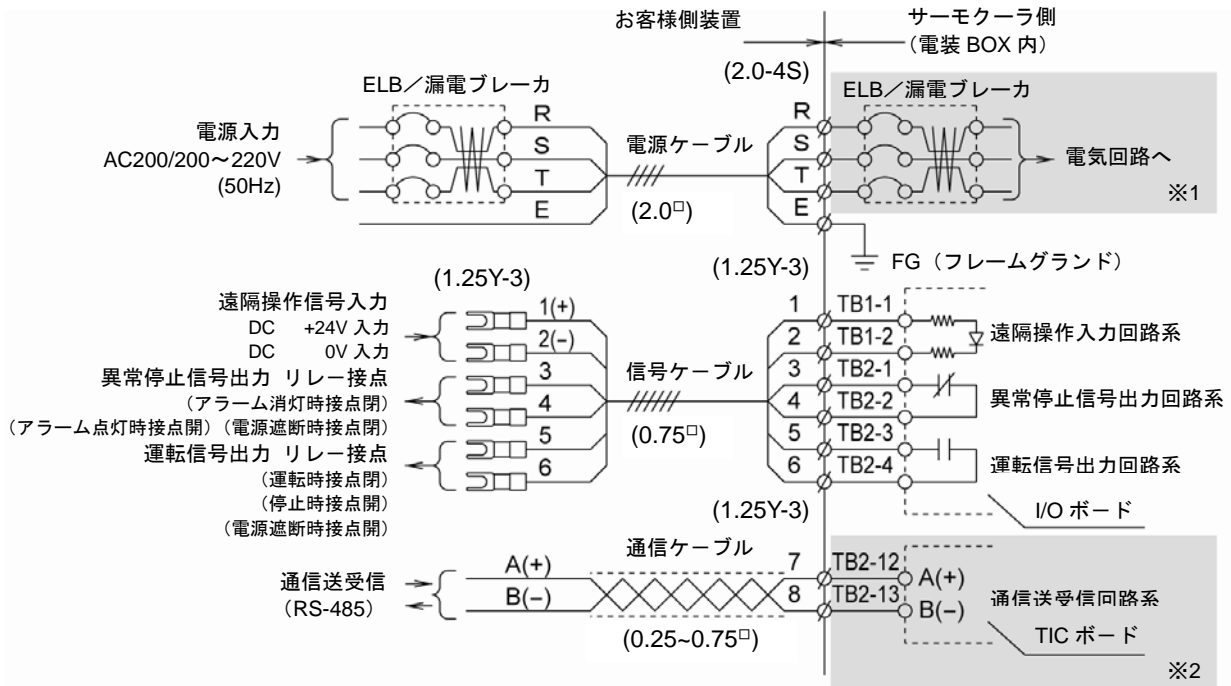 お客様側装置
サーモクーラ側
（電装 BOX 内）
(2.0-4S)
ELB／漏電ブレーカ
ELB／漏電ブレーカ
電源入力
AC200/200～220V
(50Hz)
R
S
T
E
電源ケーブル
(2.0□)
R
S
T
E
電気回路へ
※1
FG（フレームグランド）
(1.25Y-3)
(1.25Y-3)
遠隔操作信号入力
DC +24V 入力
DC 0V 入力
異常停止信号出力 リレー接点
（アラーム消灯時接点閉）
（アラーム点灯時接点開）（電源遮断時接点閉）
運転信号出力 リレー接点
（運転時接点閉）
（停止時接点開）
（電源遮断時接点開）
1(+)
2(−)
3
4
5
6
信号ケーブル
(0.75□)
1 TB1-1
2 TB1-2
3 TB2-1
4 TB2-2
5 TB2-3
6 TB2-4
遠隔操作入力回路系
異常停止信号出力回路系
運転信号出力回路系
I/O ボード
(1.25Y-3)
通信送受信
（RS-485）
A(+)
B(−)
通信ケーブル
(0.25~0.75□)
7 TB2-12 A(+)
8 TB2-13 B(−)
通信送受信回路系
TIC ボード
※2